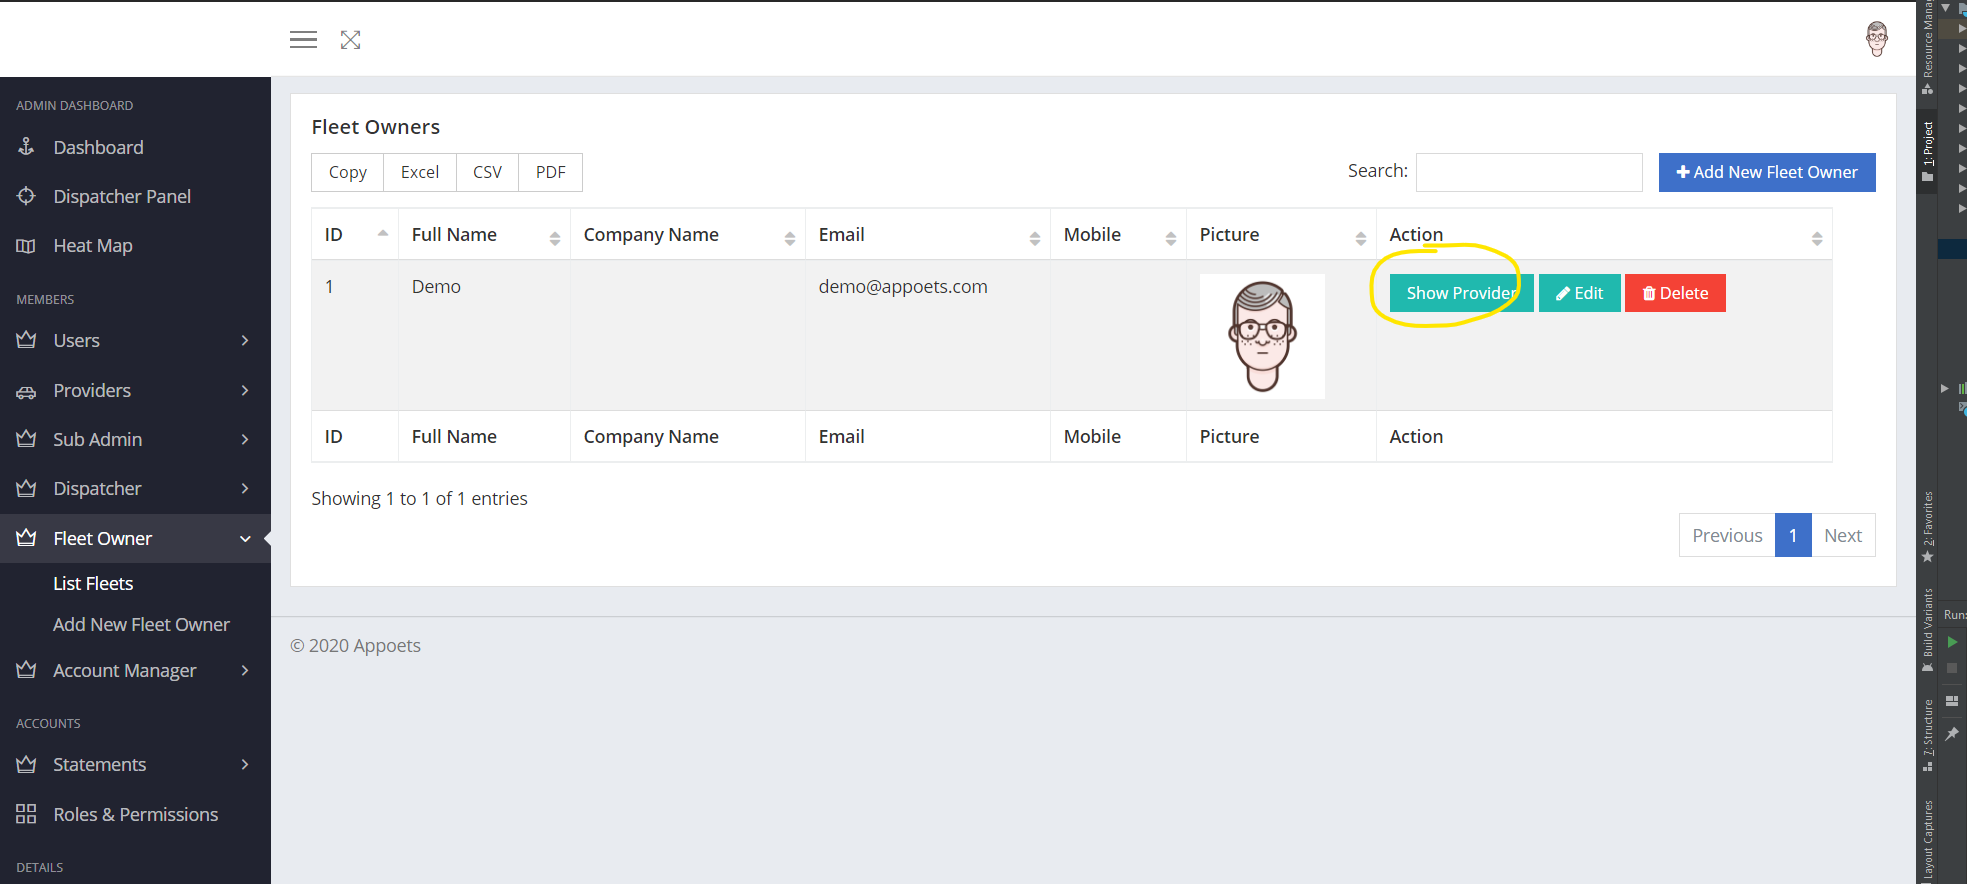 ADMIN DASHBOARD
Dashboard
Dispatcher Panel
Heat Map
MEMBERS
Users
Providers
Sub Admin
Dispatcher
Fleet Owner
List Fleets
Add New Fleet Owner
Account Manager
ACCOUNTS
Statements
Roles & Permissions
DETAILS
Fleet Owners
Copy Excel CSV PDF
Search: Add New Fleet Owner
ID Full Name Company Name Email Mobile Picture Action
1 Demo demo@appoets.com Show Provider Edit Delete
ID Full Name Company Name Email Mobile Picture Action
Showing 1 to 1 of 1 entries
Previous 1 Next
© 2020 Appoets
Resource
1: Project
2: Favorites
Build Variants
7: Structure
Layout Captures
Run: